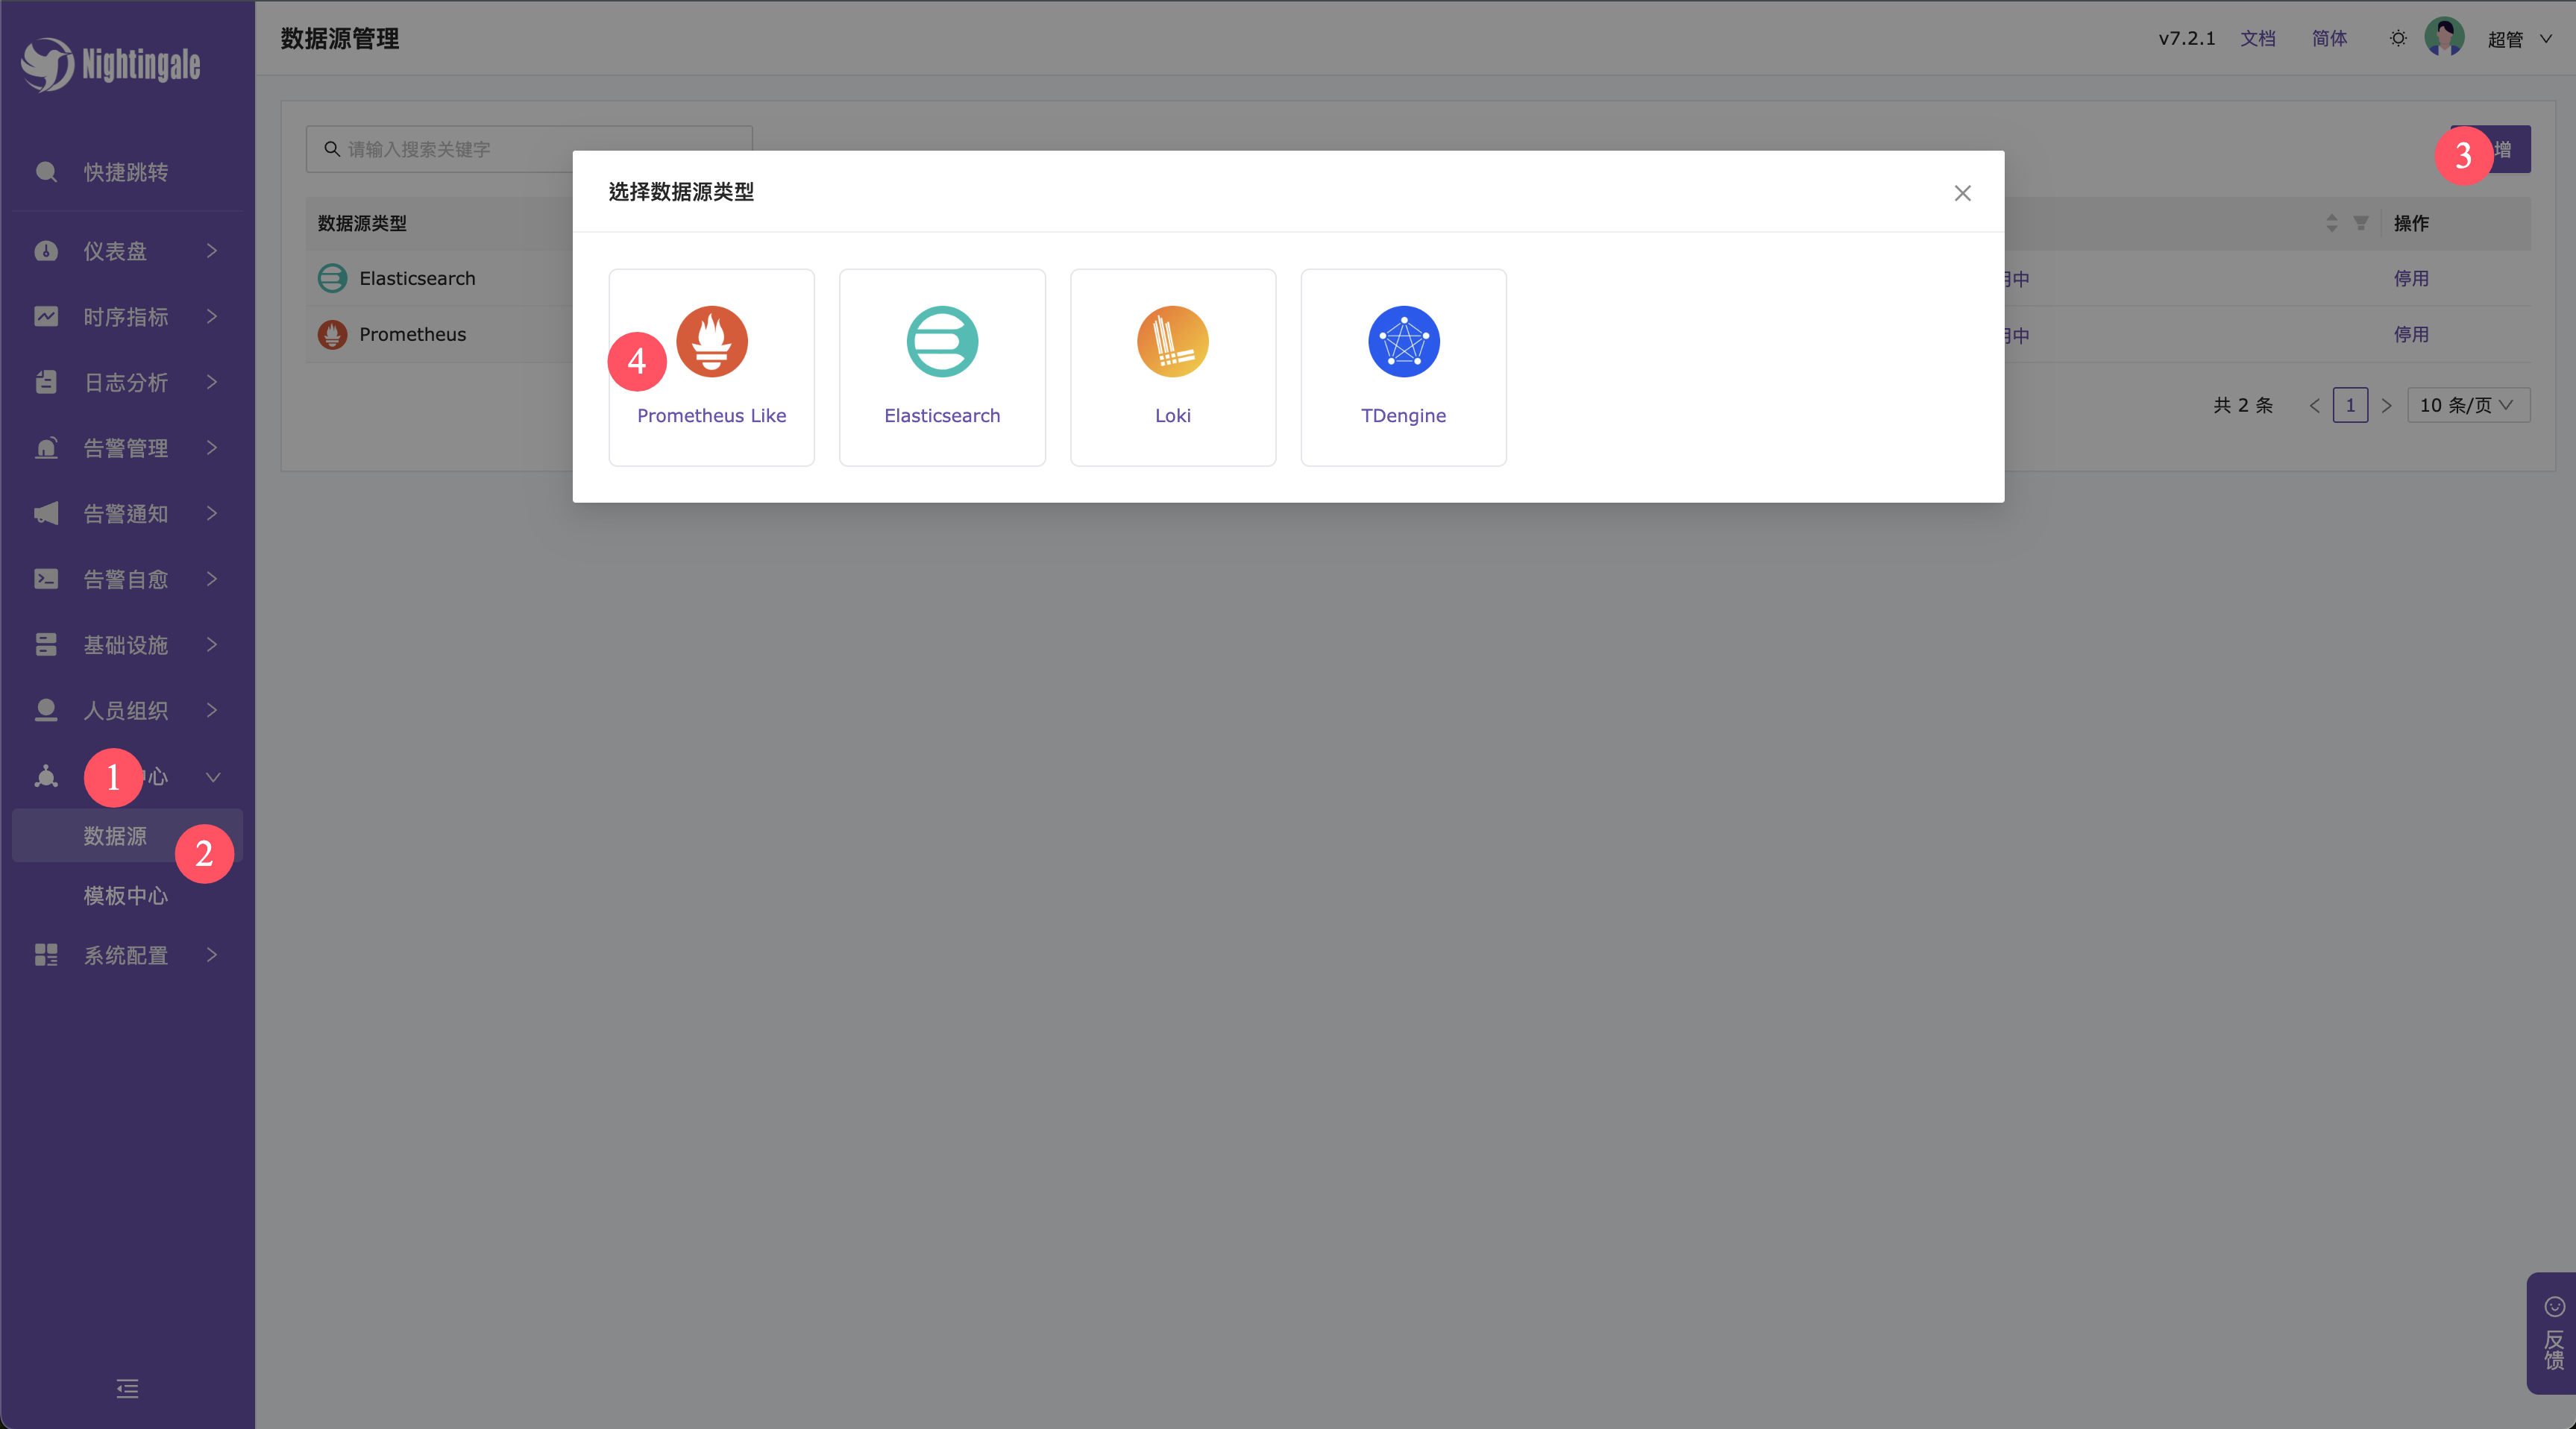 Nightingale
快捷跳转
仪表盘
时序指标
日志分析
告警管理
告警通知
告警自愈
基础设施
人员组织
1
心
数据源
2
模板中心
系统配置
数据源管理
v7.2.1 文档 简体 超管
请输入搜索关键字
3 增
数据源类型 操作
Elasticsearch 中 停用
Prometheus 中 停用
共 2 条 1 10 条/页
选择数据源类型
4
Prometheus Like Elasticsearch Loki TDengine
反馈